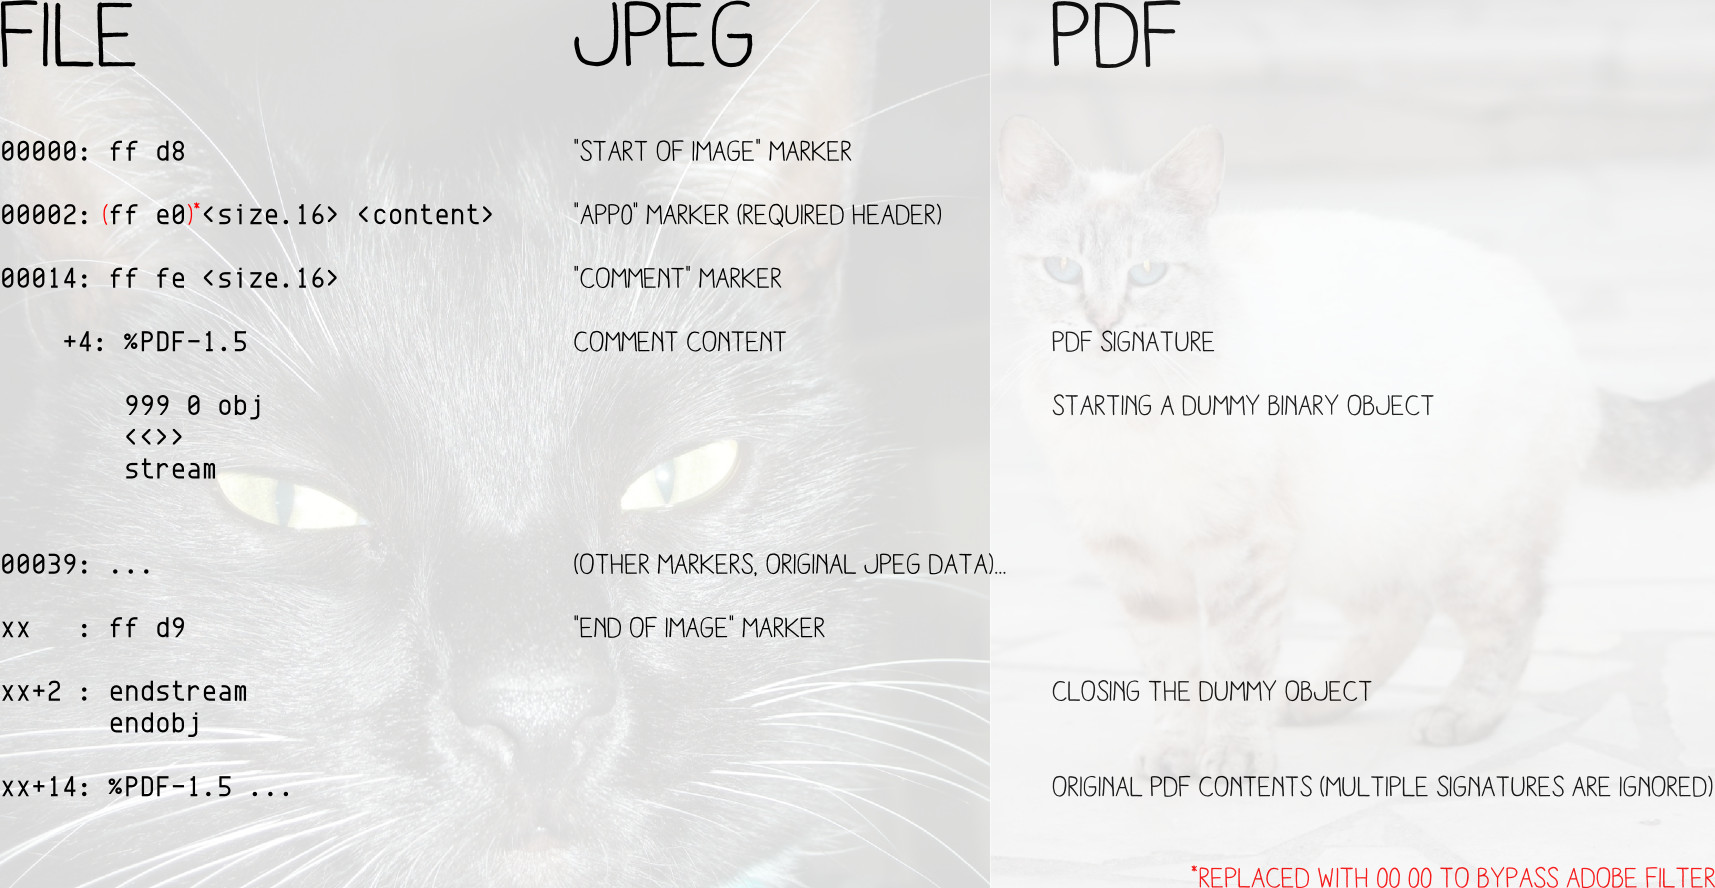 FILE JPEG PDF
00000: ff d8 "START OF IMAGE" MARKER
00002: (ff e0)*<size.16> <content> "APP0" MARKER (REQUIRED HEADER)
00014: ff fe <size.16> "COMMENT" MARKER
+4: %PDF-1.5 COMMENT CONTENT PDF SIGNATURE
999 0 obj STARTING A DUMMY BINARY OBJECT
<<>>
stream
00039: ... (OTHER MARKERS, ORIGINAL JPEG DATA)...
xx : ff d9 "END OF IMAGE" MARKER
xx+2 : endstream CLOSING THE DUMMY OBJECT
endobj
xx+14: %PDF-1.5 ... ORIGINAL PDF CONTENTS (MULTIPLE SIGNATURES ARE IGNORED)
*REPLACED WITH 00 00 TO BYPASS ADOBE FILTER